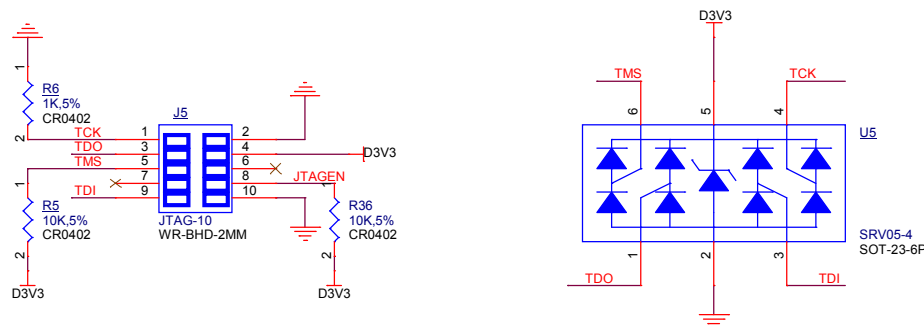 D3V3
TMS
TCK
6
5
4
U5
SRV05-4
SOT-23-6P
TDO
1
2
3
TDI
1
R6
1K,5%
CR0402
2
J5
TCK
1
2
TDO
3
4
D3V3
TMS
5
6
7
8
JTAGEN
TDI
9
10
JTAG-10
WR-BHD-2MM
1
R5
10K,5%
CR0402
2
D3V3
1
R36
10K,5%
CR0402
2
D3V3